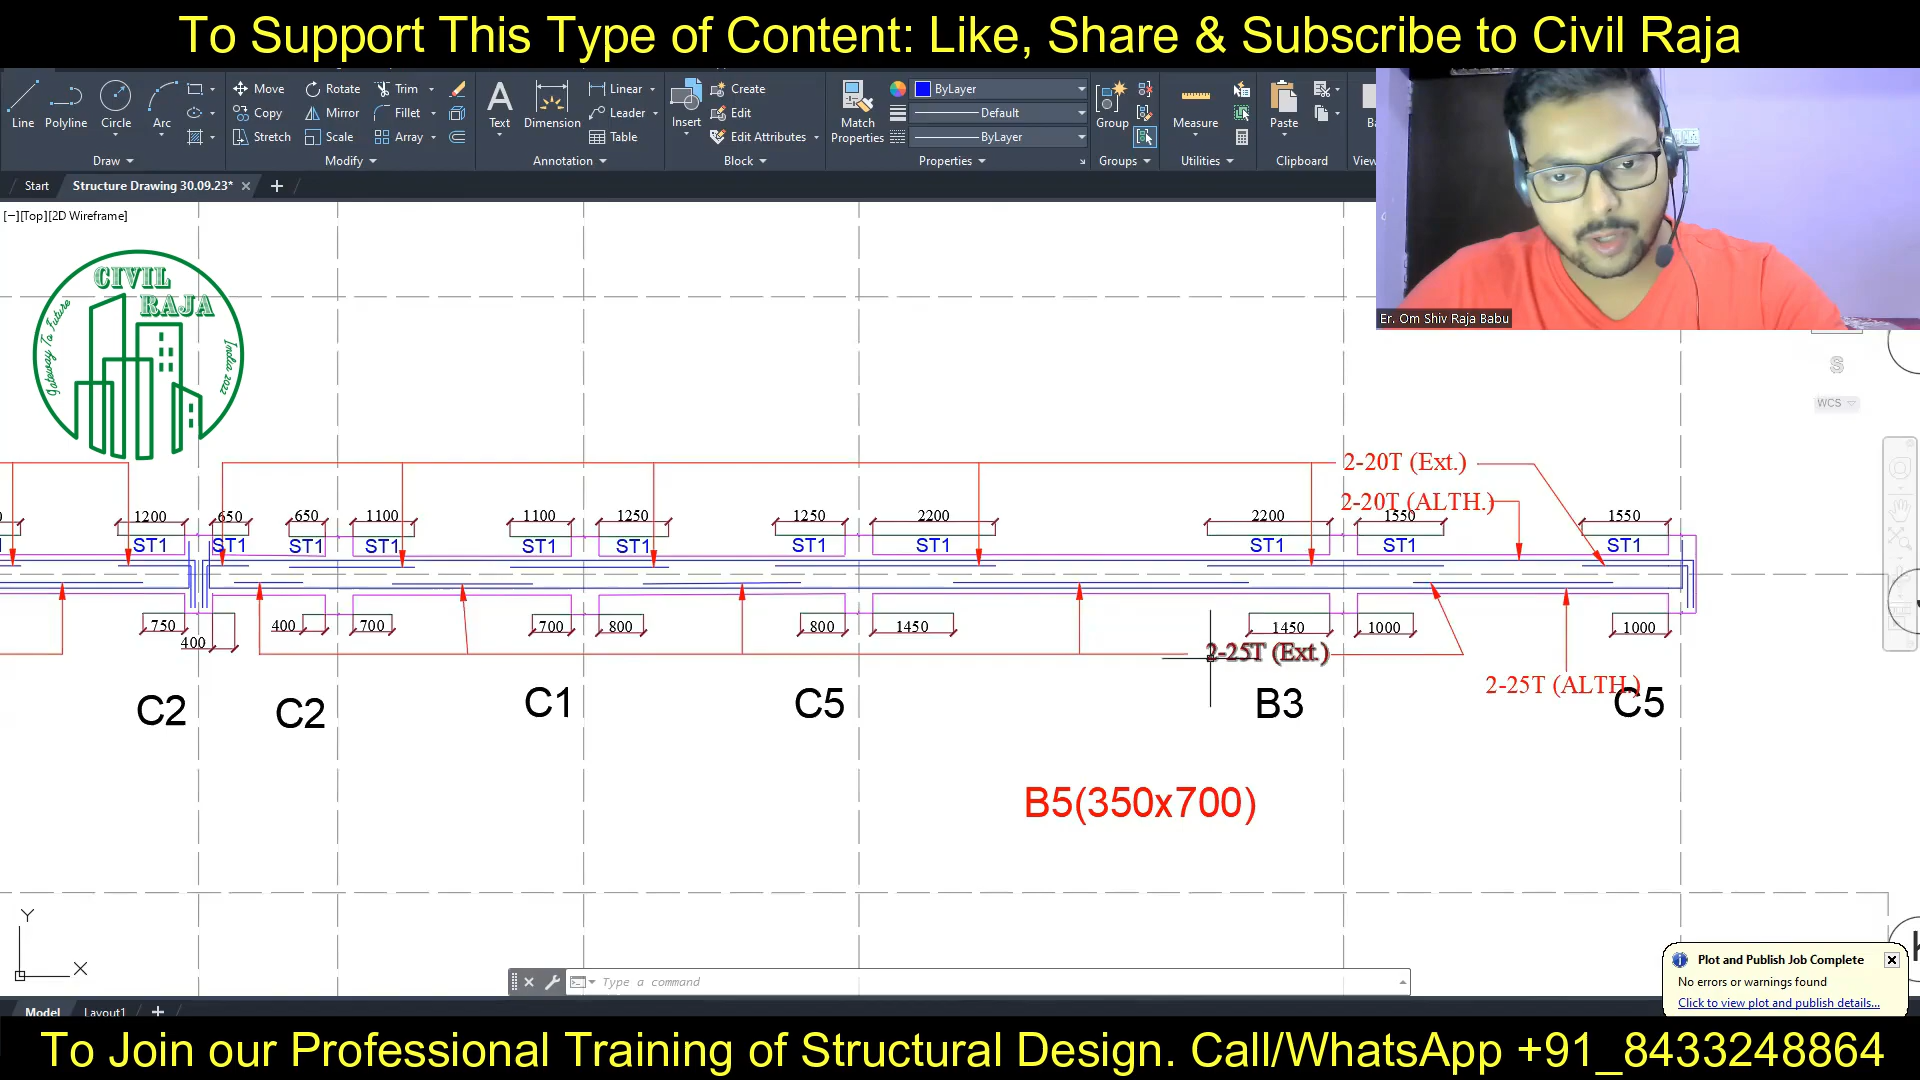 To Support This Type of Content: Like, Share & Subscribe to Civil Raja
Line
Polyline
Circle
Arc
Draw
Move
Copy
Stretch
Rotate
Mirror
Scale
Trim
Fillet
Array
Modify
Text
Dimension
Linear
Leader
Table
Annotation
Insert
Create
Edit
Edit Attributes
Block
Match
Properties
ByLayer
Default
ByLayer
Properties
Group
Groups
Measure
Utilities
Paste
Clipboard
Start
Structure Drawing 30.09.23*
[−][Top][2D Wireframe]
CIVIL
RAJA
Gateway To Future
India 2022
Er. Om Shiv Raja Babu
S
WCS
2-20T (Ext.)
2-20T (ALTH.)
1200 650 650 1100 1100 1250 1250 2200 2200 1550 1550
ST1 ST1 ST1 ST1 ST1 ST1 ST1 ST1 ST1 ST1 ST1
750 400 400 700 700 800 800 1450 1450 1000 1000
2-25T (Ext.)
2-25T (ALTH.)
C2 C2 C1 C5 B3 C5
B5(350x700)
Y
X
Type a command
Plot and Publish Job Complete
No errors or warnings found
Click to view plot and publish details...
Model
Layout1
To Join our Professional Training of Structural Design. Call/WhatsApp +91_8433248864